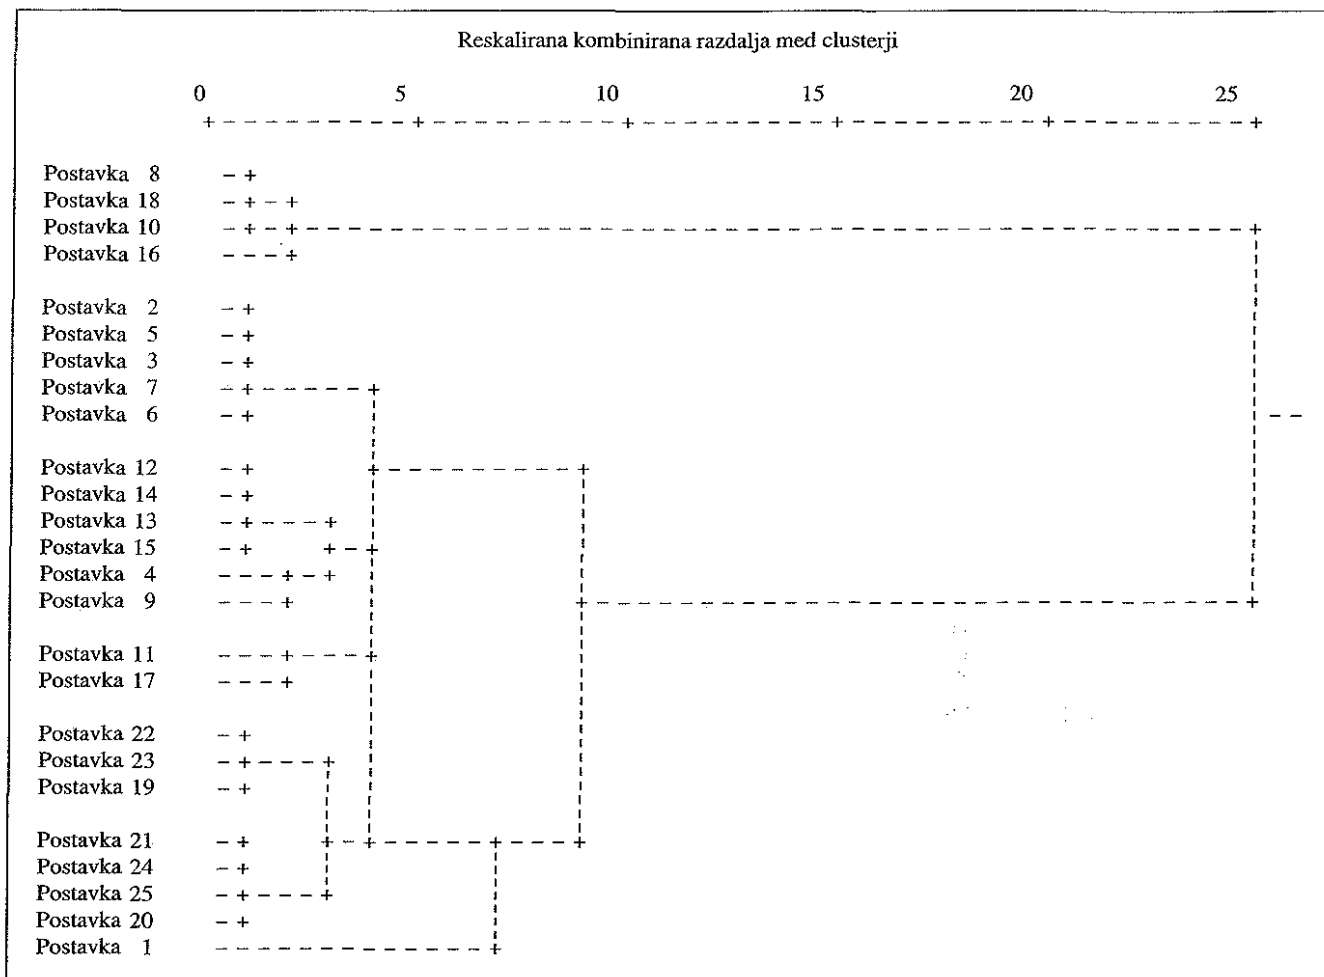 Reskalirana kombinirana razdalja med clusterji
0 5 10 15 20 25
Postavka 8
Postavka 18
Postavka 10
Postavka 16
Postavka 2
Postavka 5
Postavka 3
Postavka 7
Postavka 6
Postavka 12
Postavka 14
Postavka 13
Postavka 15
Postavka 4
Postavka 9
Postavka 11
Postavka 17
Postavka 22
Postavka 23
Postavka 19
Postavka 21
Postavka 24
Postavka 25
Postavka 20
Postavka 1